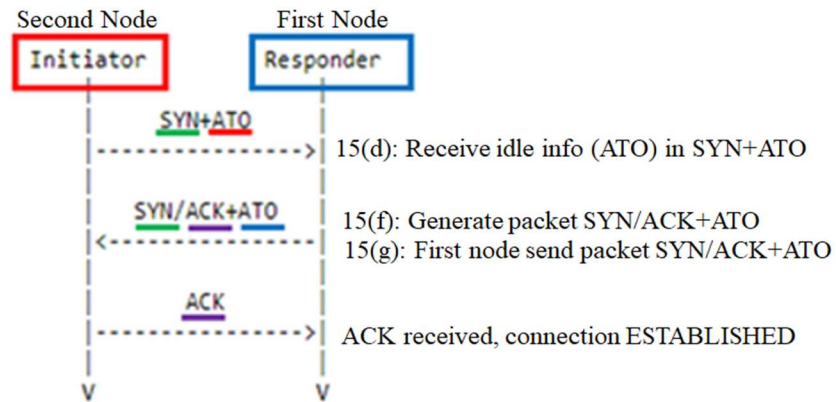 Second Node First Node
Initiator Responder
SYN+ATO
15(d): Receive idle info (ATO) in SYN+ATO
SYN/ACK+ATO
15(f): Generate packet SYN/ACK+ATO
15(g): First node send packet SYN/ACK+ATO
ACK
ACK received, connection ESTABLISHED
V V